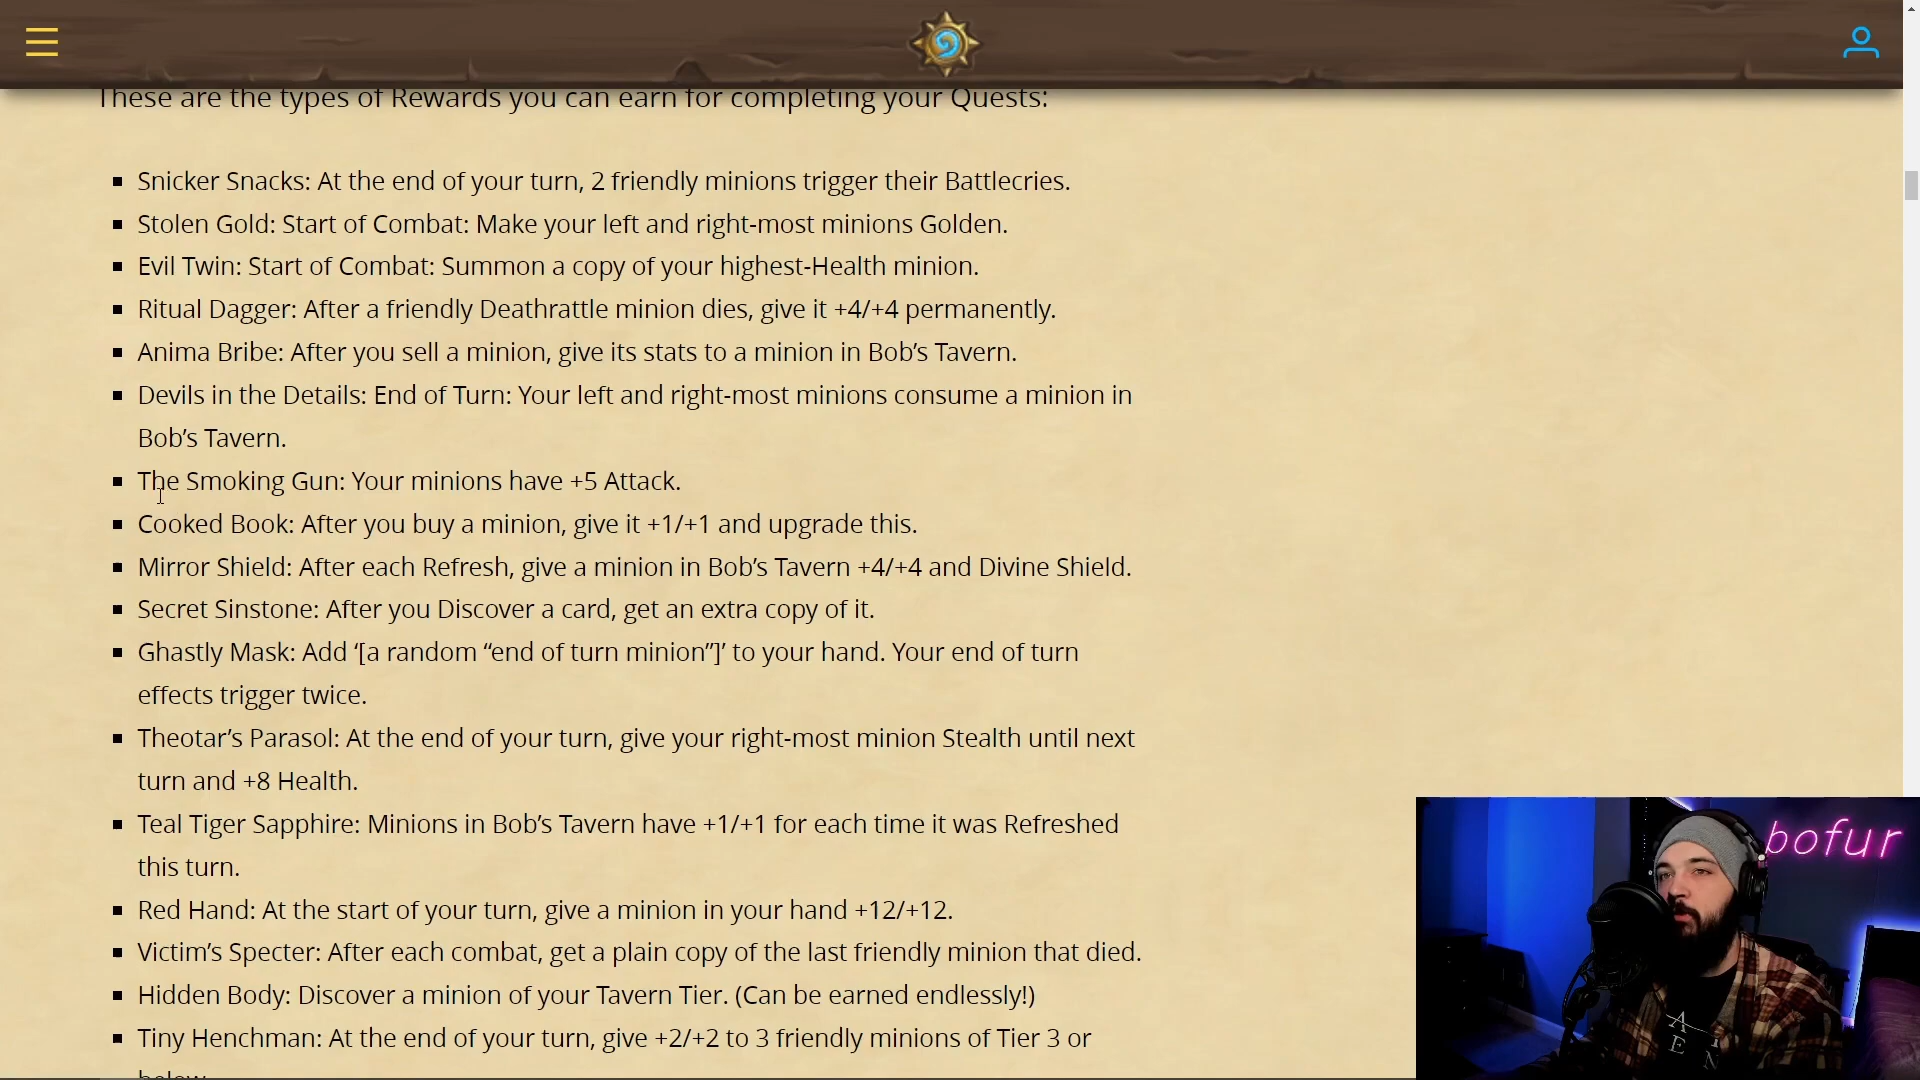 These are the types of Rewards you can earn for completing your Quests:
Snicker Snacks: At the end of your turn, 2 friendly minions trigger their Battlecries.
Stolen Gold: Start of Combat: Make your left and right-most minions Golden.
Evil Twin: Start of Combat: Summon a copy of your highest-Health minion.
Ritual Dagger: After a friendly Deathrattle minion dies, give it +4/+4 permanently.
Anima Bribe: After you sell a minion, give its stats to a minion in Bob’s Tavern.
Devils in the Details: End of Turn: Your left and right-most minions consume a minion in
Bob’s Tavern.
The Smoking Gun: Your minions have +5 Attack.
Cooked Book: After you buy a minion, give it +1/+1 and upgrade this.
Mirror Shield: After each Refresh, give a minion in Bob’s Tavern +4/+4 and Divine Shield.
Secret Sinstone: After you Discover a card, get an extra copy of it.
Ghastly Mask: Add ‘[a random “end of turn minion”]’ to your hand. Your end of turn
effects trigger twice.
Theotar’s Parasol: At the end of your turn, give your right-most minion Stealth until next
turn and +8 Health.
Teal Tiger Sapphire: Minions in Bob’s Tavern have +1/+1 for each time it was Refreshed
this turn.
Red Hand: At the start of your turn, give a minion in your hand +12/+12.
Victim’s Specter: After each combat, get a plain copy of the last friendly minion that died.
Hidden Body: Discover a minion of your Tavern Tier. (Can be earned endlessly!)
Tiny Henchman: At the end of your turn, give +2/+2 to 3 friendly minions of Tier 3 or
below.
bofur